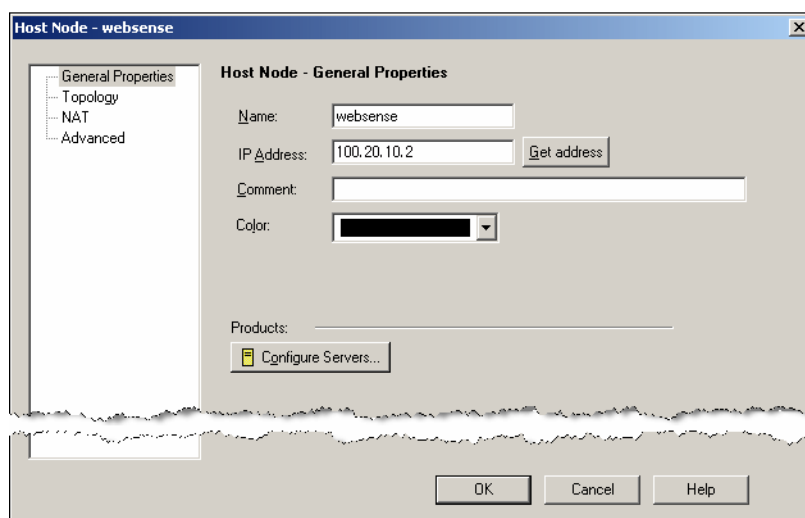 Host Node - websense
General Properties
Topology
NAT
Advanced
Host Node - General Properties
Name: websense
IP Address: 100.20.10.2 Get address
Comment:
Color:
Products:
Configure Servers...
OK Cancel Help